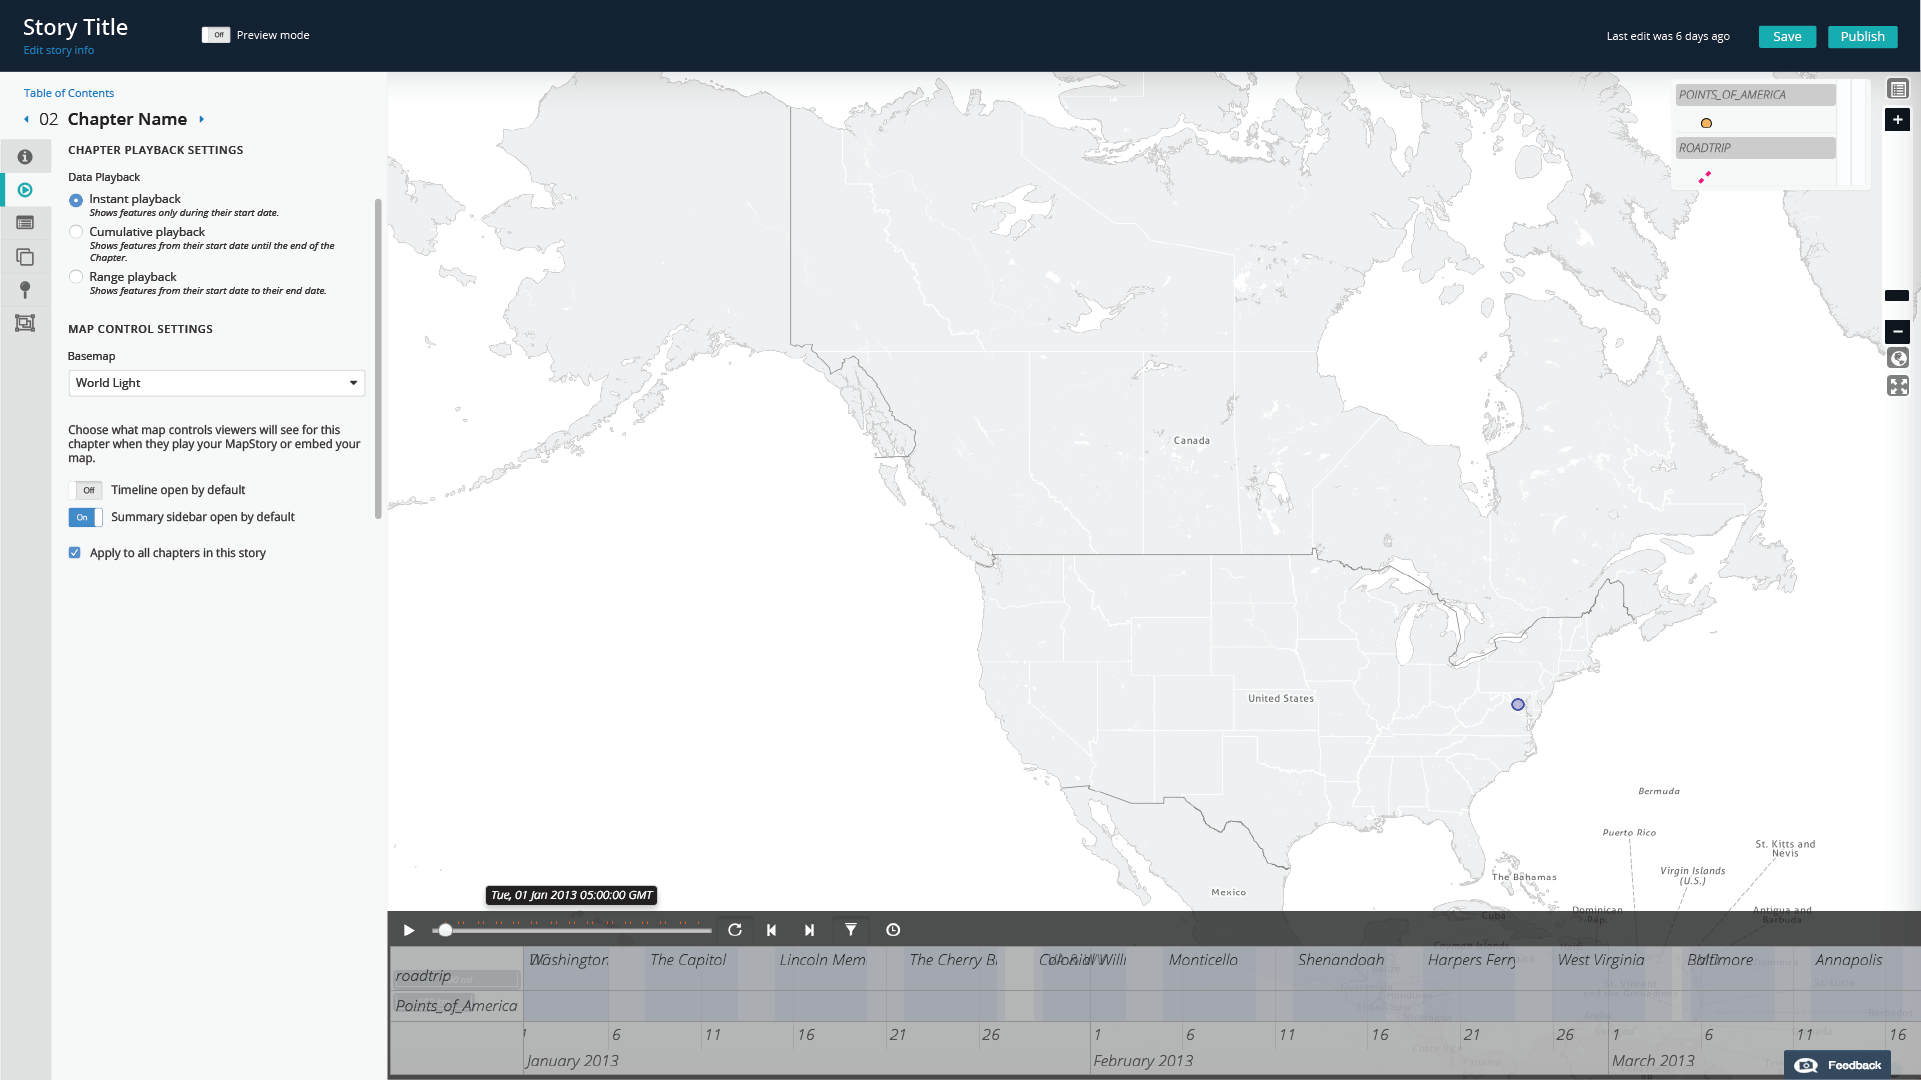 Story Title
Edit story info
Off Preview mode
Last edit was 6 days ago
Save
Publish
Table of Contents
02 Chapter Name
CHAPTER PLAYBACK SETTINGS
Data Playback
Instant playback
Shows features only during their start date.
Cumulative playback
Shows features from their start date until the end of the
Chapter.
Range playback
Shows features from their start date to their end date.
MAP CONTROL SETTINGS
Basemap
World Light
Choose what map controls viewers will see for this
chapter when they play your MapStory or embed your
map.
Off Timeline open by default
On Summary sidebar open by default
Apply to all chapters in this story
POINTS_OF_AMERICA
ROADTRIP
Canada
United States
Bermuda
Puerto Rico
St. Kitts and
Nevis
Virgin Islands
(U.S.)
The Bahamas
Mexico
Cuba
Dominican
Rep.
Antigua and
Barbuda
Cayman Islands
Tue, 01 Jan 2013 05:00:00 GMT
roadtrip
Washington
The Capitol
Lincoln Mem
The Cherry B
Colonial Willi
Monticello
Shenandoah
Harpers Ferry
West Virginia
Baltimore
Annapolis
Points_of_America
1 6 11 16 21 26 1 6 11 16 21 26 1 6 11 16
January 2013 February 2013 March 2013
Feedback